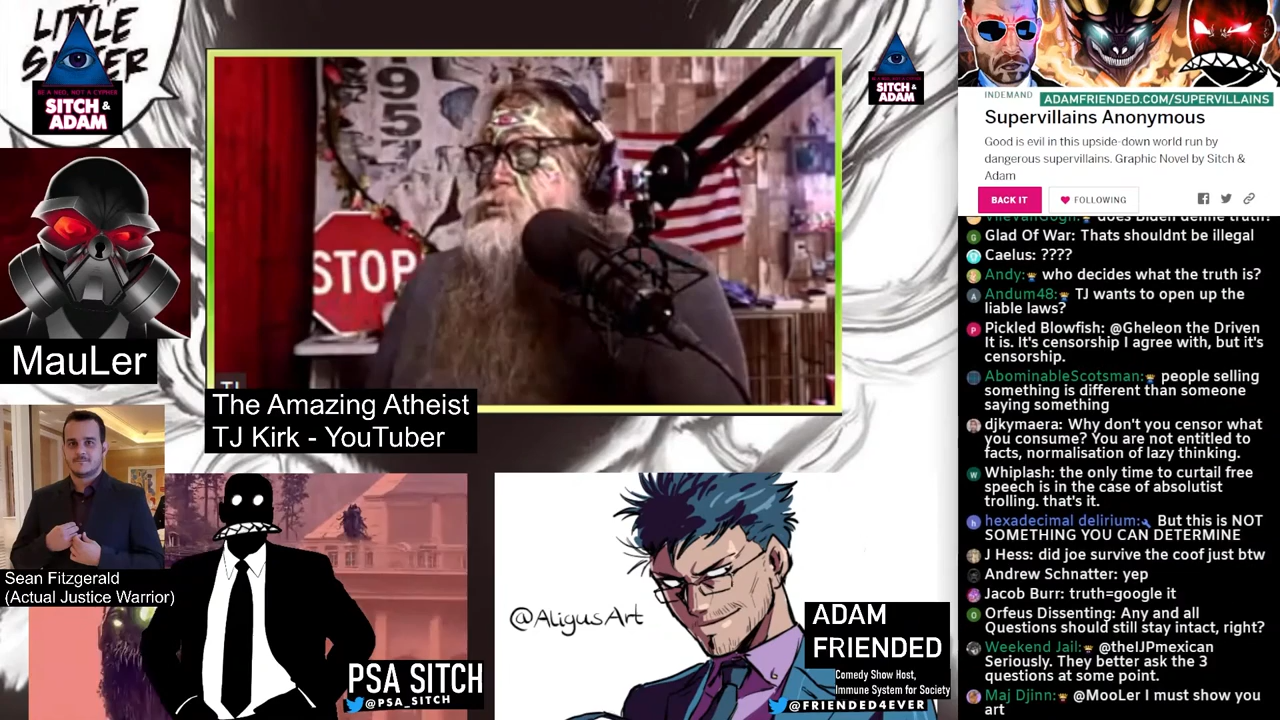 LITTLE
BE A NEO, NOT A CYPHER
SITCH &
ADAM
MauLer
Sean Fitzgerald
(Actual Justice Warrior)
1957
STOP
The Amazing Atheist
TJ Kirk - YouTuber
SITCH &
ADAM
PSA SITCH
@PSA_SITCH
@AligusArt
ADAM
FRIENDED
Comedy Show Host,
Immune System for Society
@FRIENDED4EVER
INDEMAND
ADAMFRIENDED.COM/SUPERVILLAINS
Supervillains Anonymous
Good is evil in this upside-down world run by
dangerous supervillains. Graphic Novel by Sitch &
Adam
BACK IT
FOLLOWING
VileVanGogh: does Biden define truth?
Glad Of War: Thats shouldnt be illegal
Caelus: ????
Andy: who decides what the truth is?
Andum48: TJ wants to open up the
liable laws?
Pickled Blowfish: @Gheleon the Driven
It is. It's censorship I agree with, but it's
censorship.
AbominableScotsman: people selling
something is different than someone
saying something
djkymaera: Why don't you censor what
you consume? You are not entitled to
facts, normalisation of lazy thinking.
Whiplash: the only time to curtail free
speech is in the case of absolutist
trolling. that's it.
hexadecimal delirium: But this is NOT
SOMETHING YOU CAN DETERMINE
J Hess: did joe survive the coof just btw
Andrew Schnatter: yep
Jacob Burr: truth=google it
Orfeus Dissenting: Any and all
Questions should still stay intact, right?
Weekend Jail: @theIJPmexican
Seriously. They better ask the 3
questions at some point.
Maj Djinn: @MooLer I must show you
art